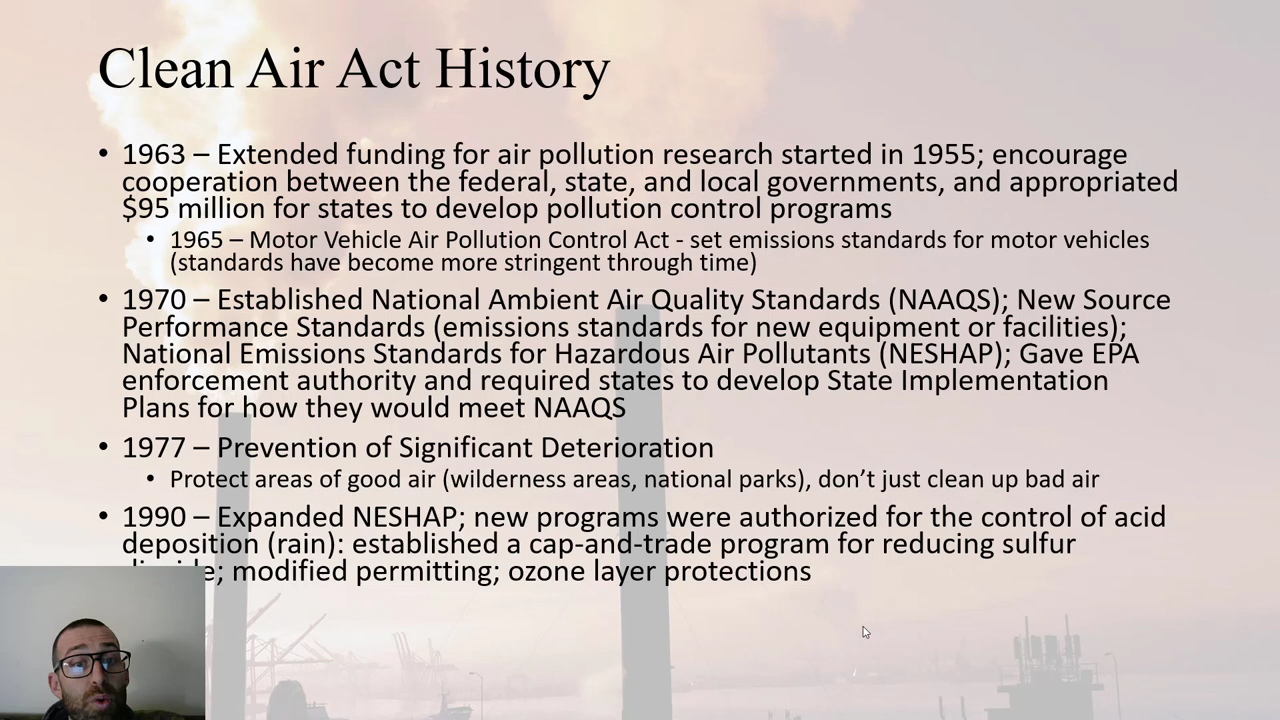 Clean Air Act History
• 1963 – Extended funding for air pollution research started in 1955; encourage
cooperation between the federal, state, and local governments, and appropriated
$95 million for states to develop pollution control programs
• 1965 – Motor Vehicle Air Pollution Control Act - set emissions standards for motor vehicles
(standards have become more stringent through time)
• 1970 – Established National Ambient Air Quality Standards (NAAQS); New Source
Performance Standards (emissions standards for new equipment or facilities);
National Emissions Standards for Hazardous Air Pollutants (NESHAP); Gave EPA
enforcement authority and required states to develop State Implementation
Plans for how they would meet NAAQS
• 1977 – Prevention of Significant Deterioration
• Protect areas of good air (wilderness areas, national parks), don’t just clean up bad air
• 1990 – Expanded NESHAP; new programs were authorized for the control of acid
deposition (rain): established a cap-and-trade program for reducing sulfur
modified permitting; ozone layer protections